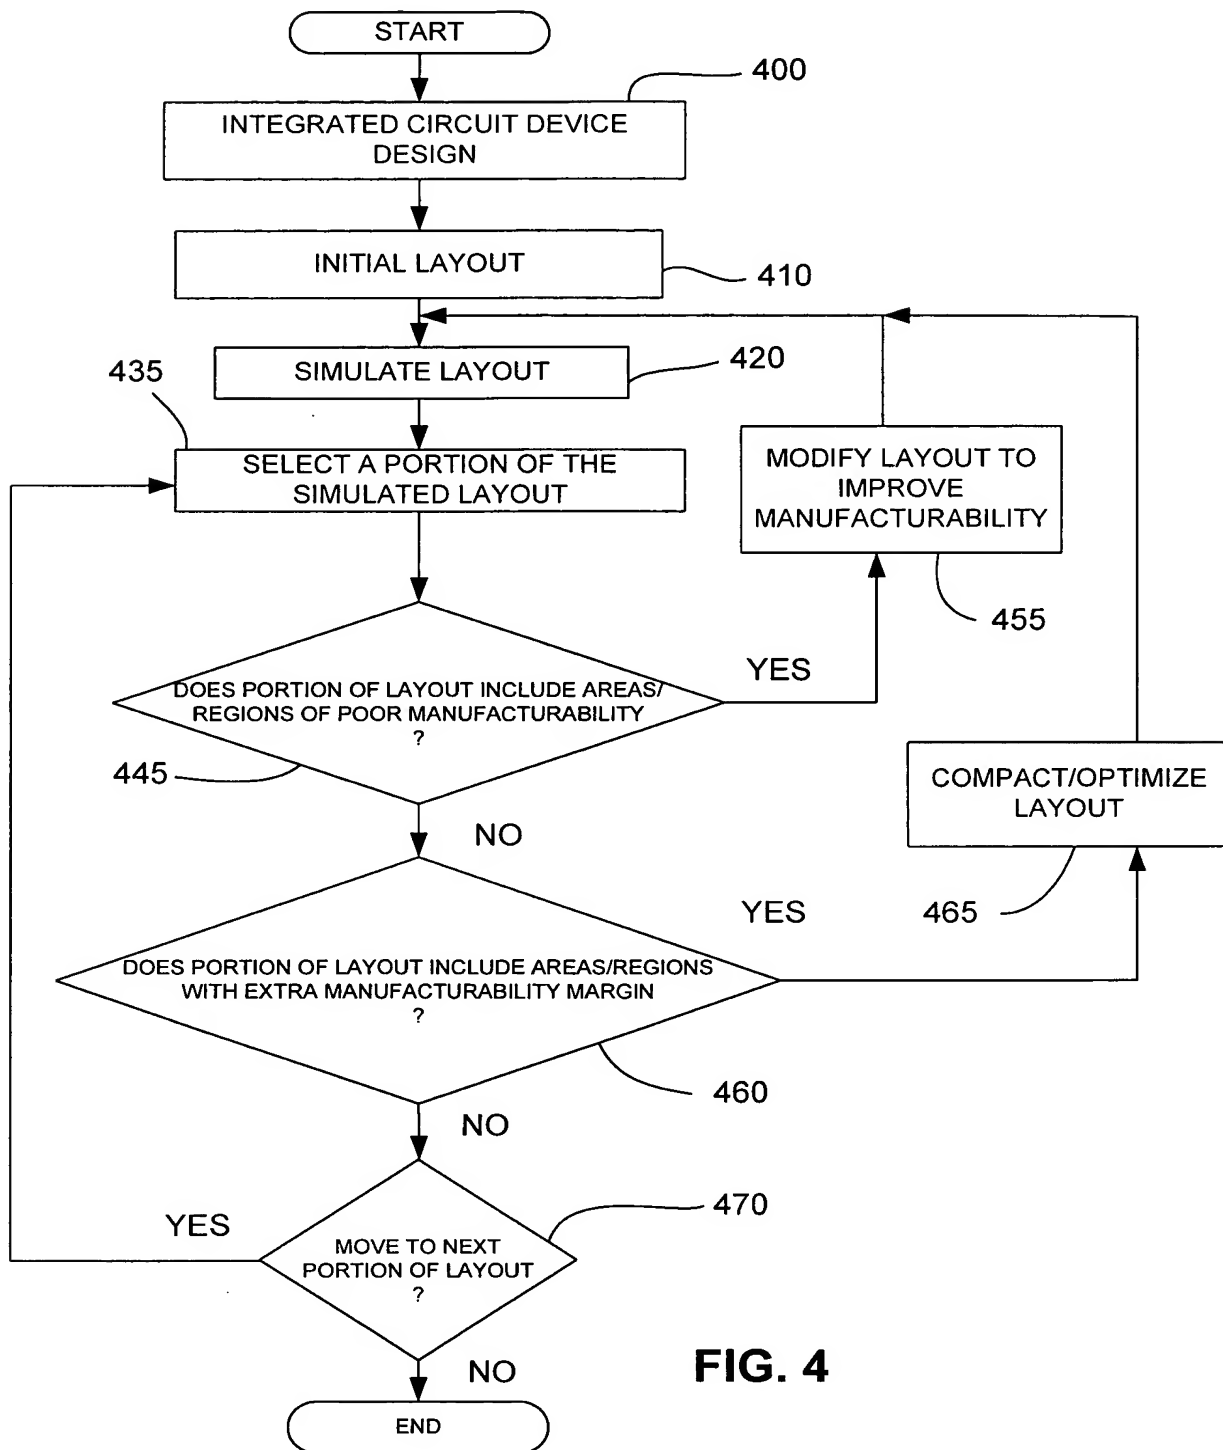 START
400
INTEGRATED CIRCUIT DEVICE
DESIGN
INITIAL LAYOUT
410
SIMULATE LAYOUT
420
435
SELECT A PORTION OF THE
SIMULATED LAYOUT
MODIFY LAYOUT TO
IMPROVE
MANUFACTURABILITY
455
YES
DOES PORTION OF LAYOUT INCLUDE AREAS/
REGIONS OF POOR MANUFACTURABILITY
?
445
NO
COMPACT/OPTIMIZE
LAYOUT
465
YES
DOES PORTION OF LAYOUT INCLUDE AREAS/REGIONS
WITH EXTRA MANUFACTURABILITY MARGIN
?
460
NO
470
YES
MOVE TO NEXT
PORTION OF LAYOUT
?
NO
FIG. 4
END